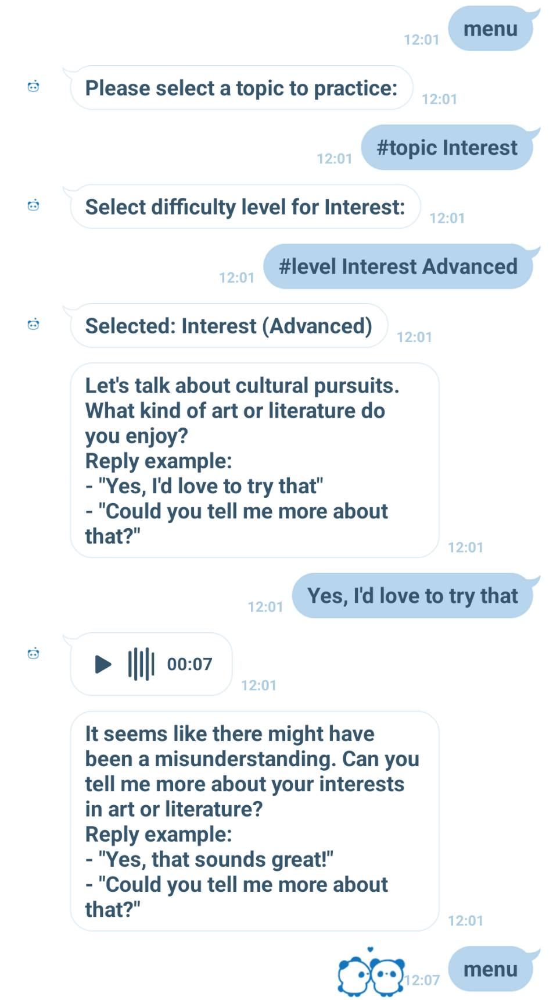 menu
12:01
Please select a topic to practice:
12:01
#topic Interest
12:01
Select difficulty level for Interest:
12:01
#level Interest Advanced
12:01
Selected: Interest (Advanced)
12:01
Let's talk about cultural pursuits.
What kind of art or literature do
you enjoy?
Reply example:
- "Yes, I'd love to try that"
- "Could you tell me more about
that?"
12:01
Yes, I'd love to try that
12:01
00:07
12:01
It seems like there might have
been a misunderstanding. Can you
tell me more about your interests
in art or literature?
Reply example:
- "Yes, that sounds great!"
- "Could you tell me more about
that?"
12:01
menu
12:07